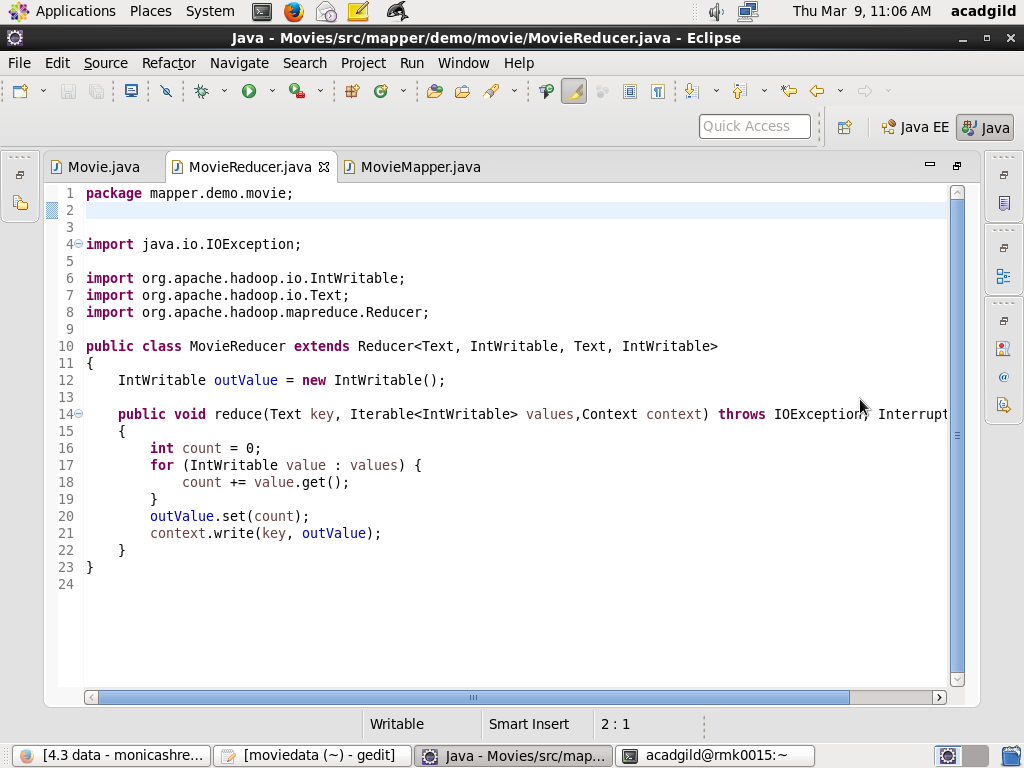 Applications Places System Thu Mar 9, 11:06 AM acadgild
Java - Movies/src/mapper/demo/movie/MovieReducer.java - Eclipse
File Edit Source Refactor Navigate Search Project Run Window Help
Quick Access Java EE Java
Movie.java MovieReducer.java MovieMapper.java
1 package mapper.demo.movie;
2
3
4 import java.io.IOException;
5
6 import org.apache.hadoop.io.IntWritable;
7 import org.apache.hadoop.io.Text;
8 import org.apache.hadoop.mapreduce.Reducer;
9
10 public class MovieReducer extends Reducer<Text, IntWritable, Text, IntWritable>
11 {
12 IntWritable outValue = new IntWritable();
13
14 public void reduce(Text key, Iterable<IntWritable> values,Context context) throws IOException, Interrupt
15 {
16 int count = 0;
17 for (IntWritable value : values) {
18 count += value.get();
19 }
20 outValue.set(count);
21 context.write(key, outValue);
22 }
23 }
24
Writable Smart Insert 2 : 1
[4.3 data - monicashre... [moviedata (~) - gedit] Java - Movies/src/map... acadgild@rmk0015:~